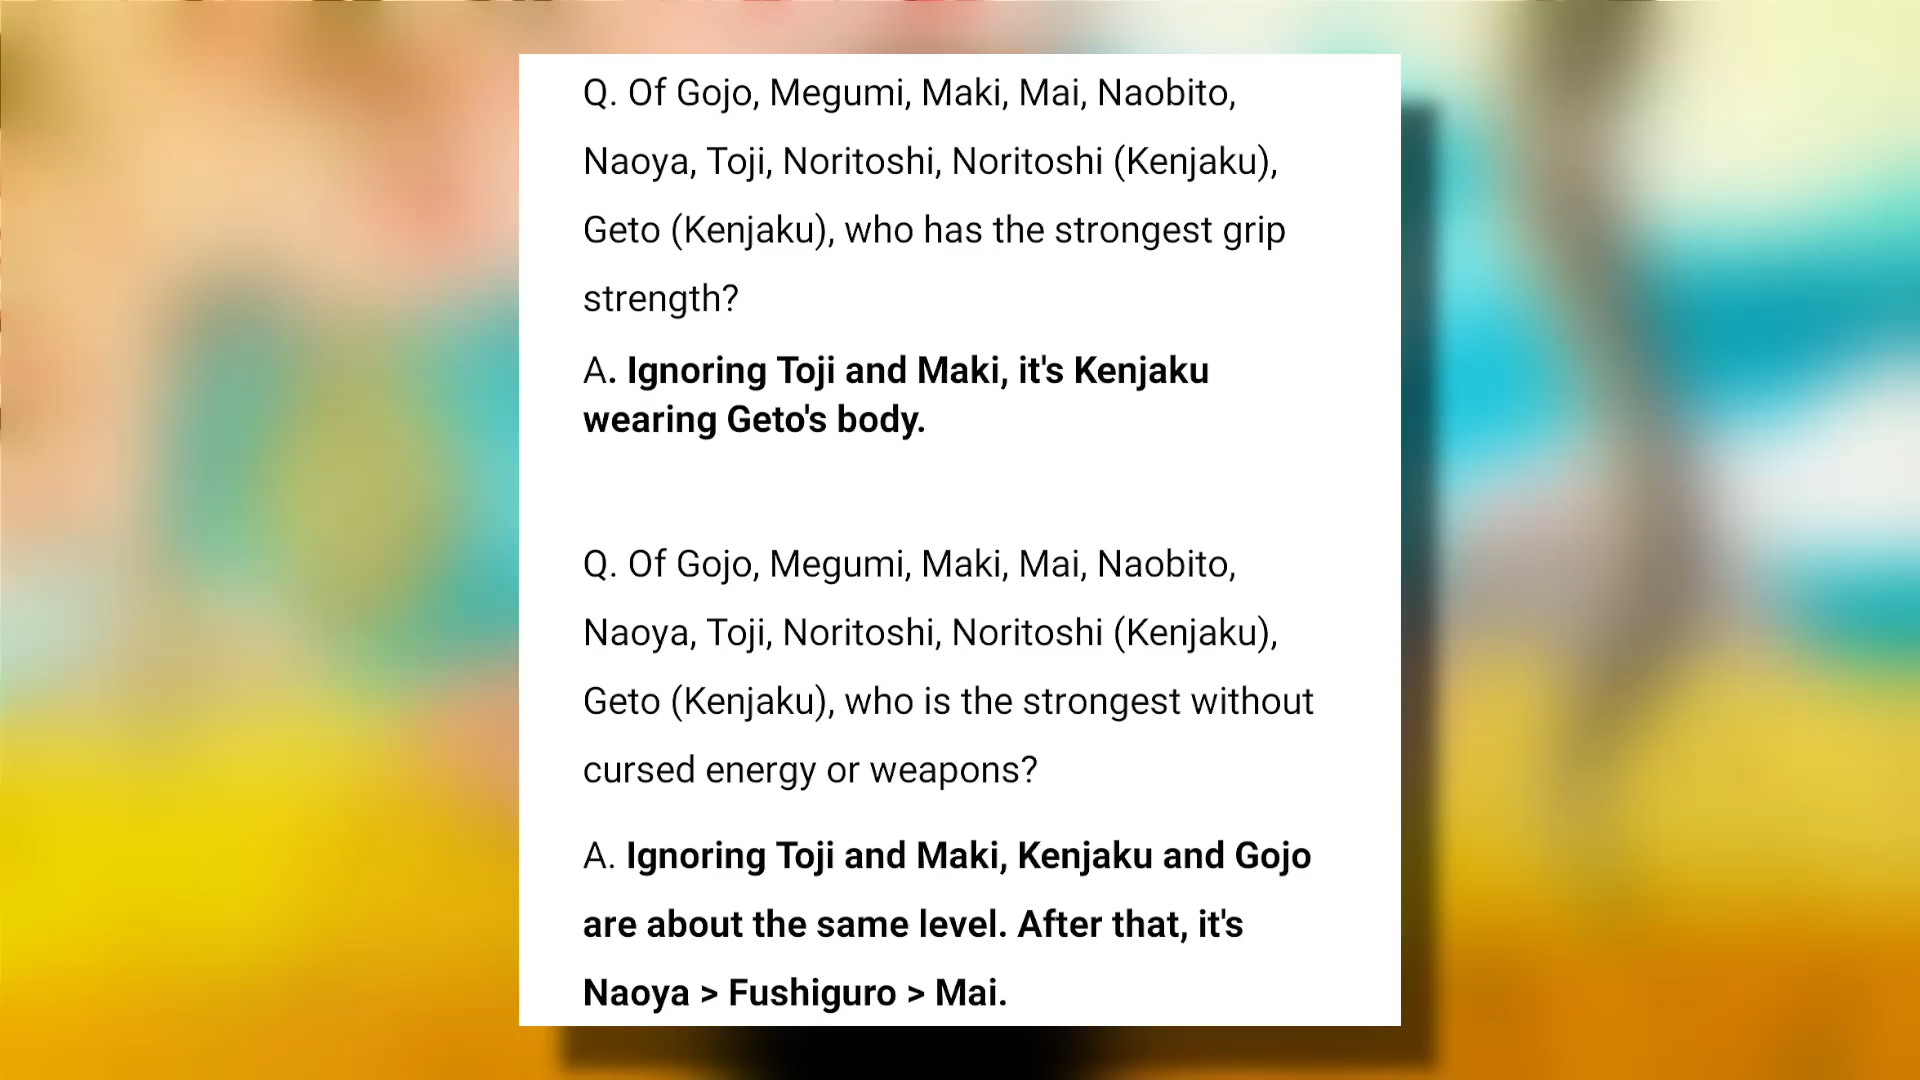 Q. Of Gojo, Megumi, Maki, Mai, Naobito,
Naoya, Toji, Noritoshi, Noritoshi (Kenjaku),
Geto (Kenjaku), who has the strongest grip
strength?
A. Ignoring Toji and Maki, it's Kenjaku
wearing Geto's body.
Q. Of Gojo, Megumi, Maki, Mai, Naobito,
Naoya, Toji, Noritoshi, Noritoshi (Kenjaku),
Geto (Kenjaku), who is the strongest without
cursed energy or weapons?
A. Ignoring Toji and Maki, Kenjaku and Gojo
are about the same level. After that, it's
Naoya > Fushiguro > Mai.